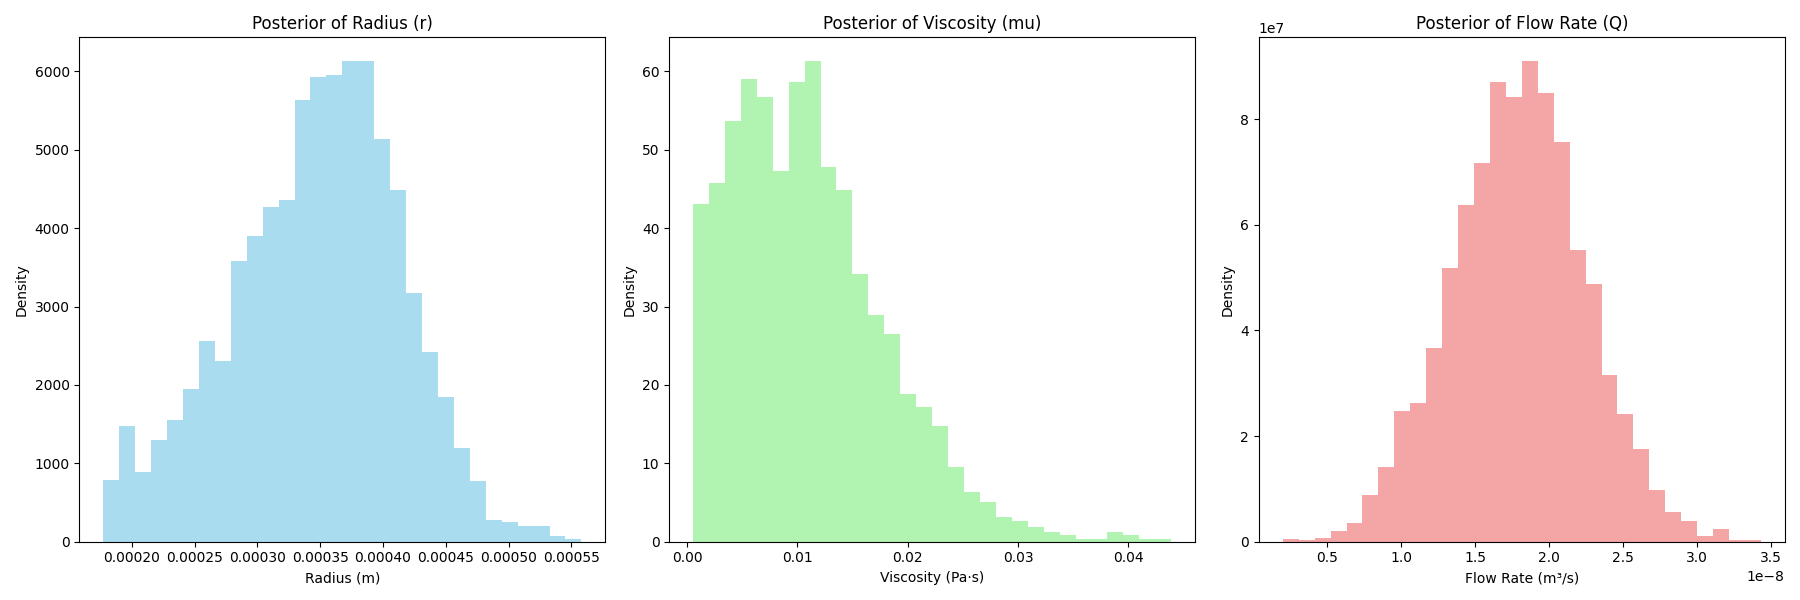 Posterior of Radius (r)
Density
6000
5000
4000
3000
2000
1000
0
0.00020 0.00025 0.00030 0.00035 0.00040 0.00045 0.00050 0.00055
Radius (m)
Posterior of Viscosity (mu)
Density
60
50
40
30
20
10
0
0.00 0.01 0.02 0.03 0.04
Viscosity (Pa·s)
Posterior of Flow Rate (Q)
1e7
Density
8
6
4
2
0
0.5 1.0 1.5 2.0 2.5 3.0 3.5
1e−8
Flow Rate (m³/s)